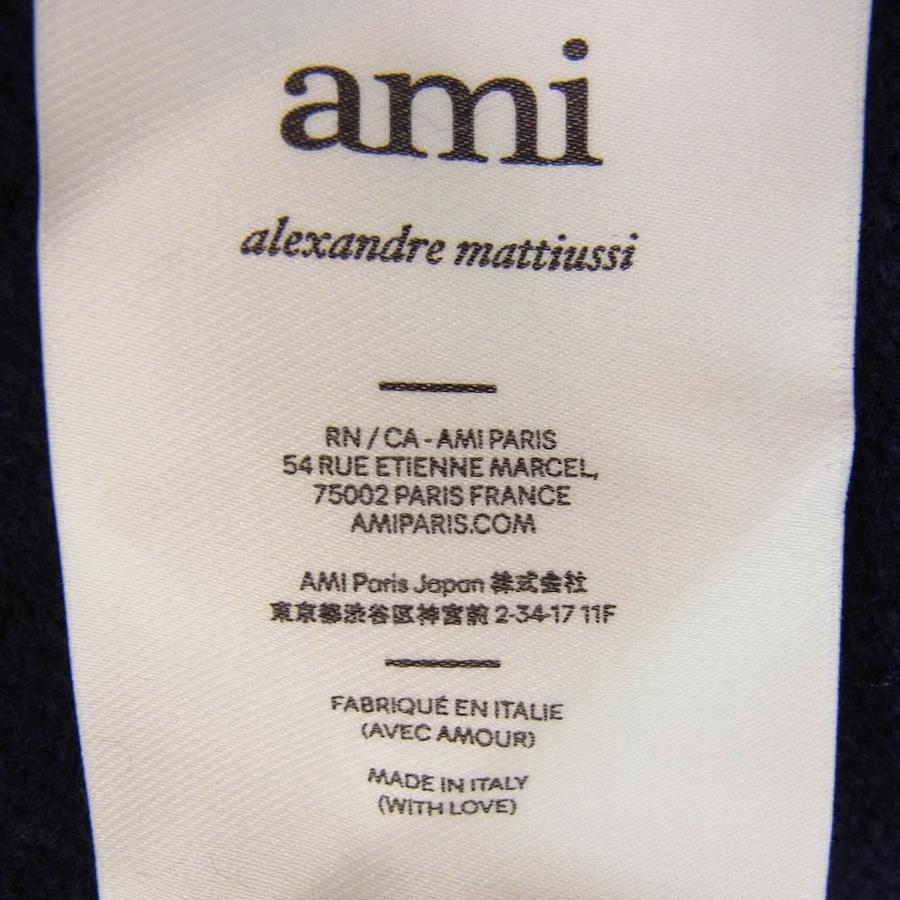 ami
alexandre mattiussi
RN / CA - AMI PARIS
54 RUE ETIENNE MARCEL,
75002 PARIS FRANCE
AMIPARIS.COM
AMI Paris Japan 株式会社
東京都渋谷区神宮前 2-34-17 11F
FABRIQUÉ EN ITALIE
(AVEC AMOUR)
MADE IN ITALY
(WITH LOVE)